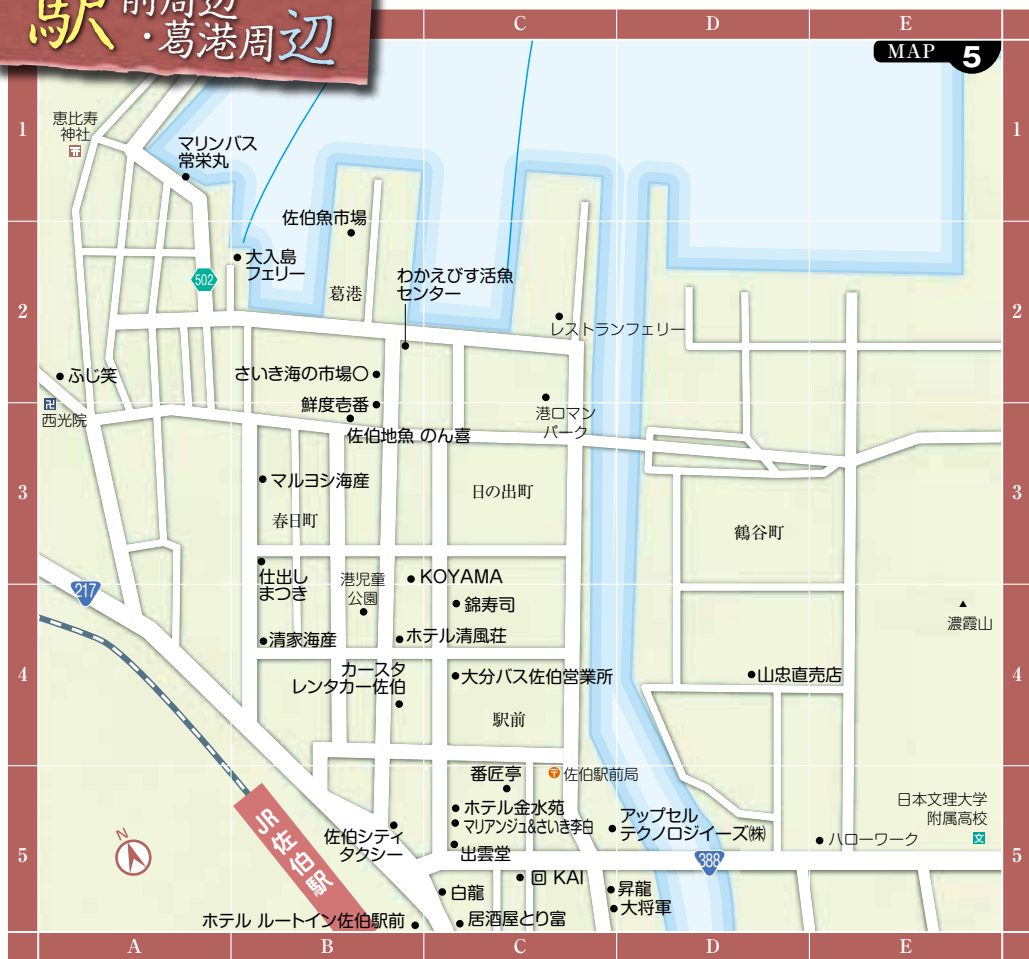 駅前周辺
・葛港周辺
C
D
E
MAP 5
1
恵比寿
神社
マリンバス
常栄丸
1
佐伯魚市場
大入島
フェリー
502
葛港
わかえびす活魚
センター
2
レストランフェリー
2
ふじ笑
さいき海の市場〇
卍
西光院
鮮度壱番
佐伯地魚 のん喜
港ロマン
パーク
マルヨシ海産
3
日の出町
3
春日町
鶴谷町
仕出し
まつき
港児童
公園
KOYAMA
217
錦寿司
濃霞山
清家海産
ホテル清風荘
カースタ
レンタカー佐伯
4
大分バス佐伯営業所
山忠直売店
4
駅前
番匠亭
〒
佐伯駅前局
ホテル金水苑
マリアンジュ&さいき李白
アップセル
テクノロジイーズ㈱
日本文理大学
附属高校
文
N
JR佐伯駅
佐伯シティ
タクシー
出雲堂
ハローワーク
5
388
5
回 KAI
白龍
昇龍
大将軍
ホテル ルートイン佐伯駅前
居酒屋とり富
A
B
C
D
E